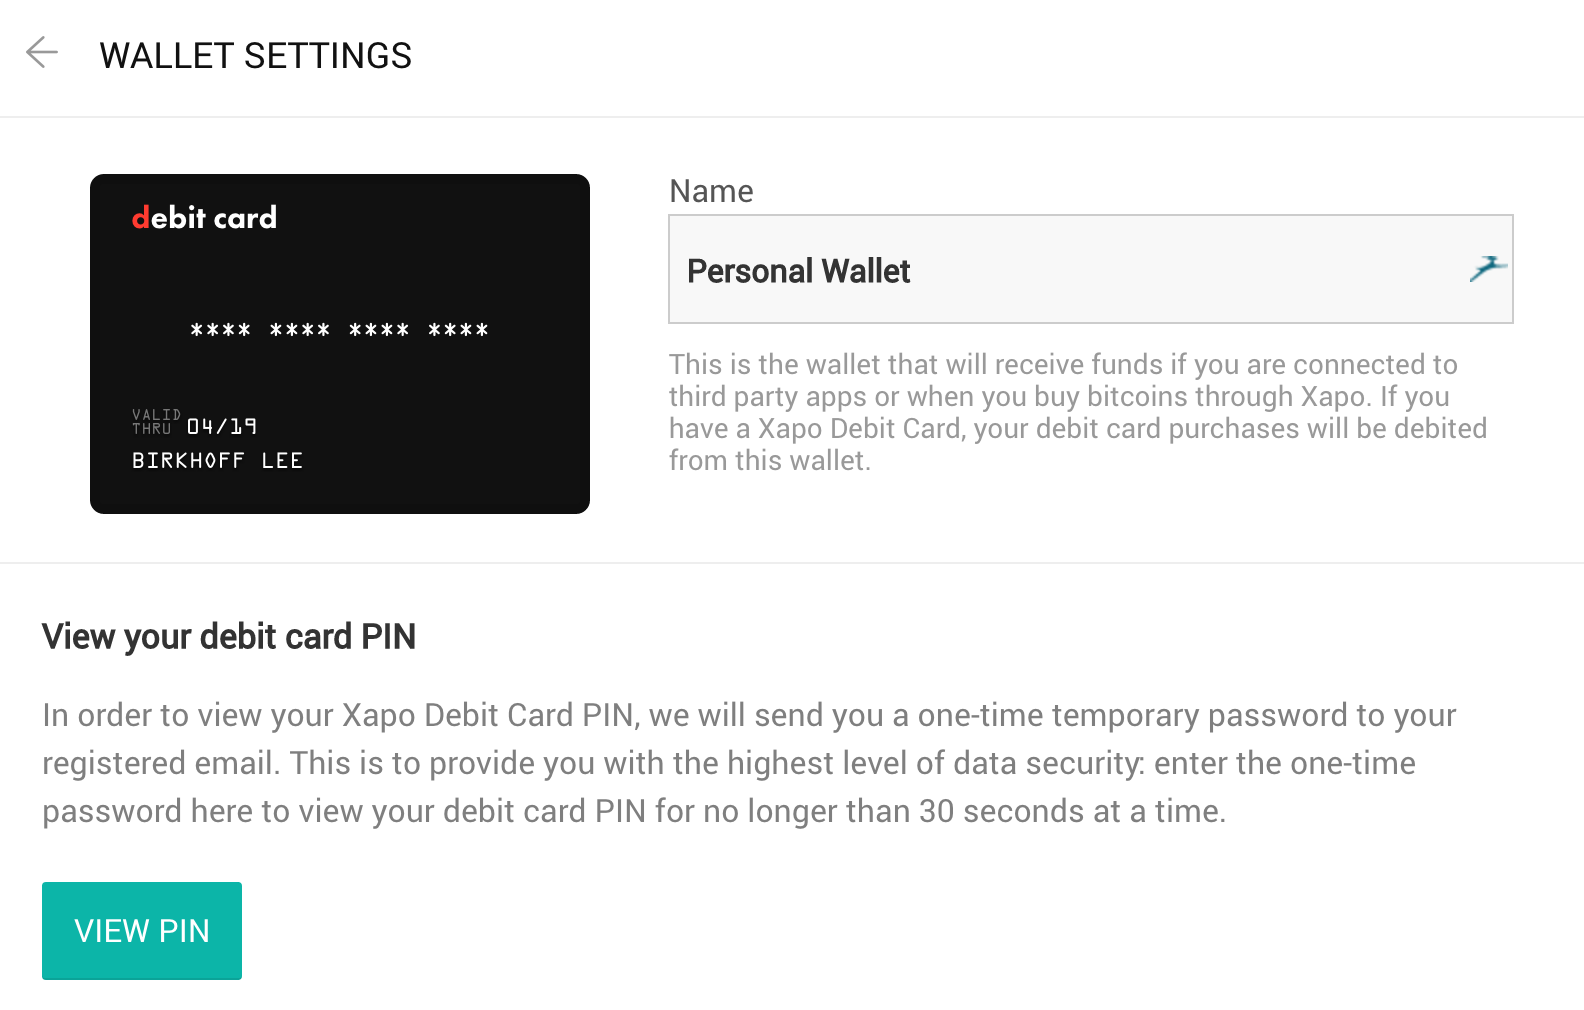 WALLET SETTINGS
debit card
**** **** **** ****
VALID
THRU 04/19
BIRKHOFF LEE
Name
Personal Wallet
This is the wallet that will receive funds if you are connected to
third party apps or when you buy bitcoins through Xapo. If you
have a Xapo Debit Card, your debit card purchases will be debited
from this wallet.
View your debit card PIN
In order to view your Xapo Debit Card PIN, we will send you a one-time temporary password to your
registered email. This is to provide you with the highest level of data security: enter the one-time
password here to view your debit card PIN for no longer than 30 seconds at a time.
VIEW PIN